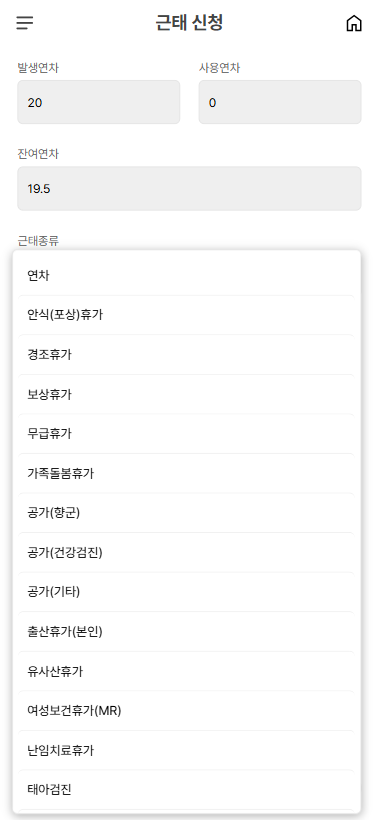 근태 신청
발생연차 사용연차
20 0
잔여연차
19.5
근태종류
연차
안식(포상)휴가
경조휴가
보상휴가
무급휴가
가족돌봄휴가
공가(향군)
공가(건강검진)
공가(기타)
출산휴가(본인)
유사산휴가
여성보건휴가(MR)
난임치료휴가
태아검진